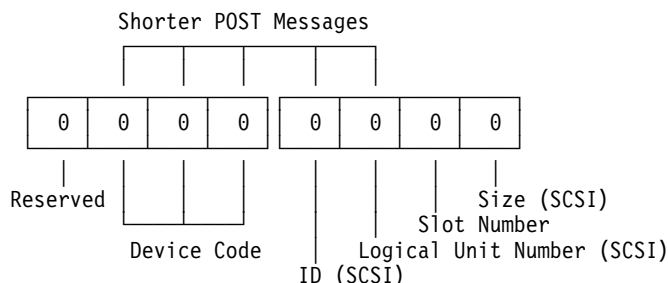 Shorter POST Messages
0 0 0 0 0 0 0 0
Reserved Size (SCSI)
Slot Number
Device Code Logical Unit Number (SCSI)
ID (SCSI)